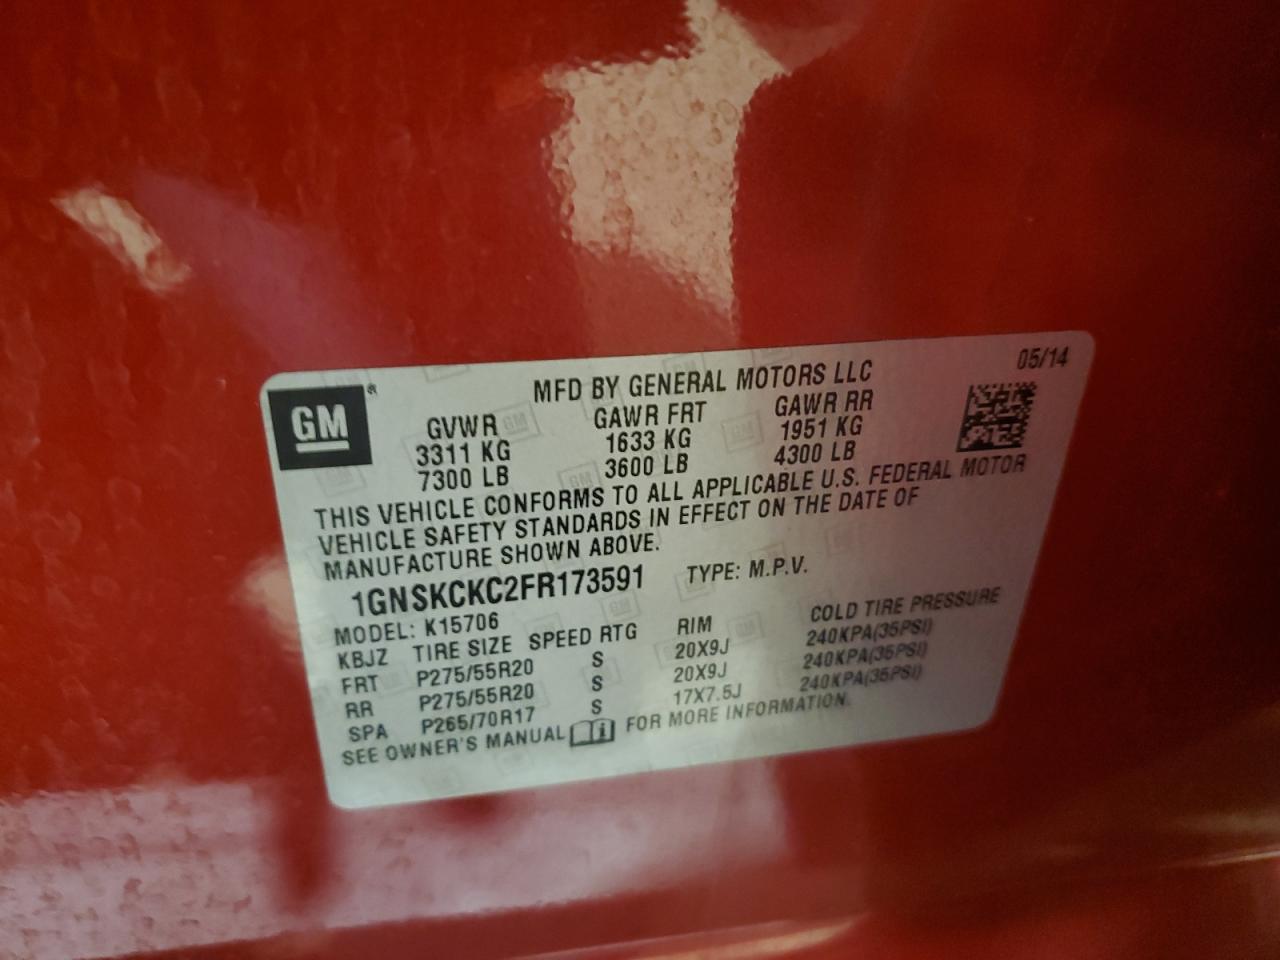 GM®
MFD BY GENERAL MOTORS LLC 05/14
GVWR GAWR FRT GAWR RR
3311 KG 1633 KG 1951 KG
7300 LB 3600 LB 4300 LB
THIS VEHICLE CONFORMS TO ALL APPLICABLE U.S. FEDERAL MOTOR
VEHICLE SAFETY STANDARDS IN EFFECT ON THE DATE OF
MANUFACTURE SHOWN ABOVE.
1GNSKCKC2FR173591 TYPE: M.P.V.
MODEL: K15706
KBJZ TIRE SIZE SPEED RTG RIM COLD TIRE PRESSURE
FRT P275/55R20 S 20X9J 240KPA(35PSI)
RR P275/55R20 S 20X9J 240KPA(35PSI)
SPA P265/70R17 S 17X7.5J 240KPA(35PSI)
SEE OWNER'S MANUAL FOR MORE INFORMATION.